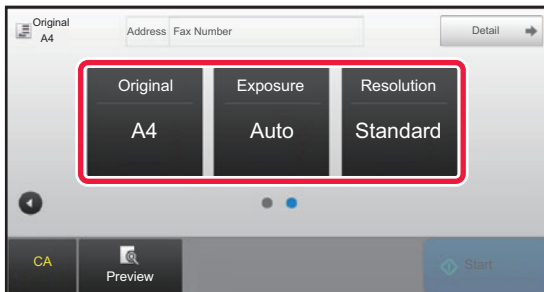 Original
A4
Address Fax Number
Detail
Original Exposure Resolution
A4 Auto Standard
CA
Preview
Start